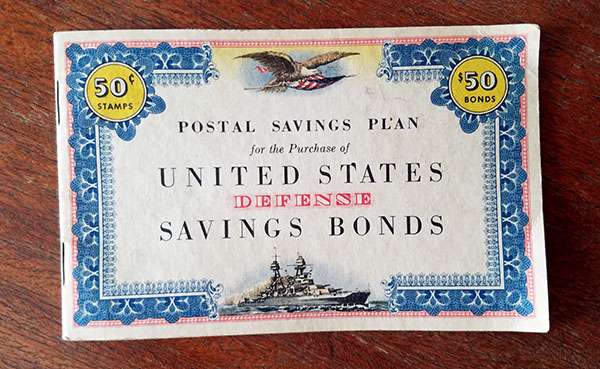 50¢
STAMPS
$50
BONDS
POSTAL SAVINGS PLAN
for the Purchase of
UNITED STATES
DEFENSE
SAVINGS BONDS